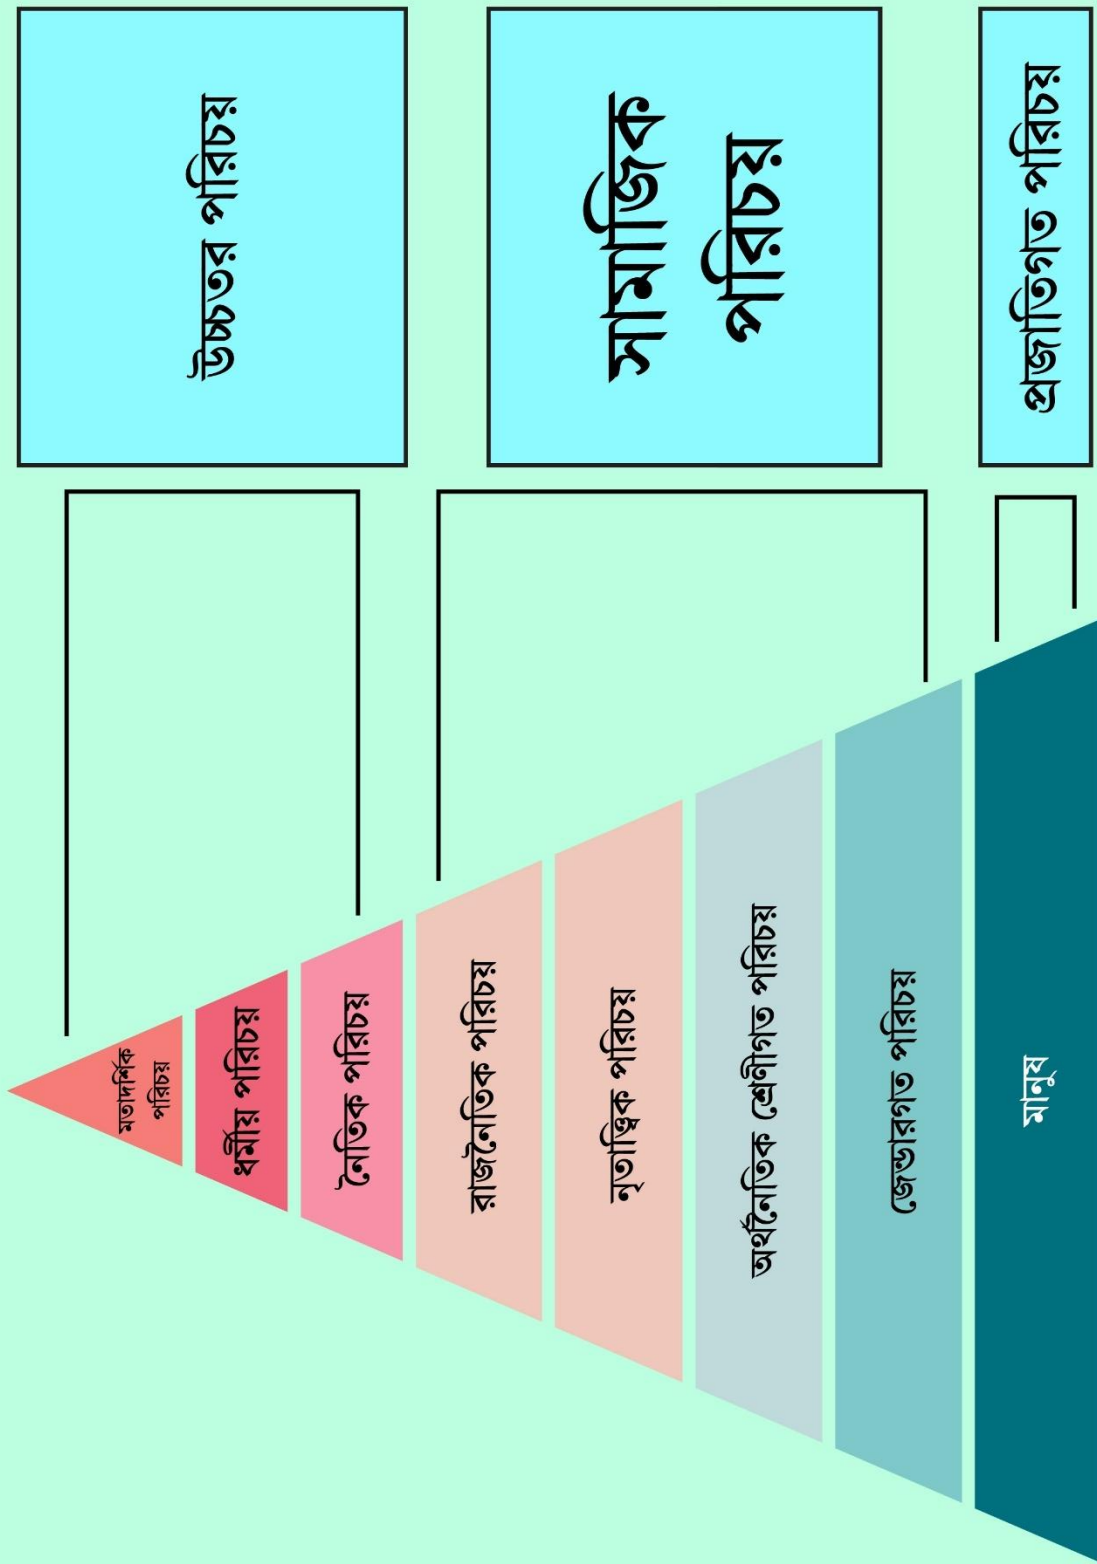 মতাদর্শিক
পরিচয়
ধর্মীয় পরিচয়
নৈতিক পরিচয়
রাজনৈতিক পরিচয়
নৃতাত্ত্বিক পরিচয়
অর্থনৈতিক শ্রেণীগত পরিচয়
জেন্ডারগত পরিচয়
মানুষ
উচ্চতর পরিচয়
সামাজিক
পরিচয়
প্রজাতিগত পরিচয়